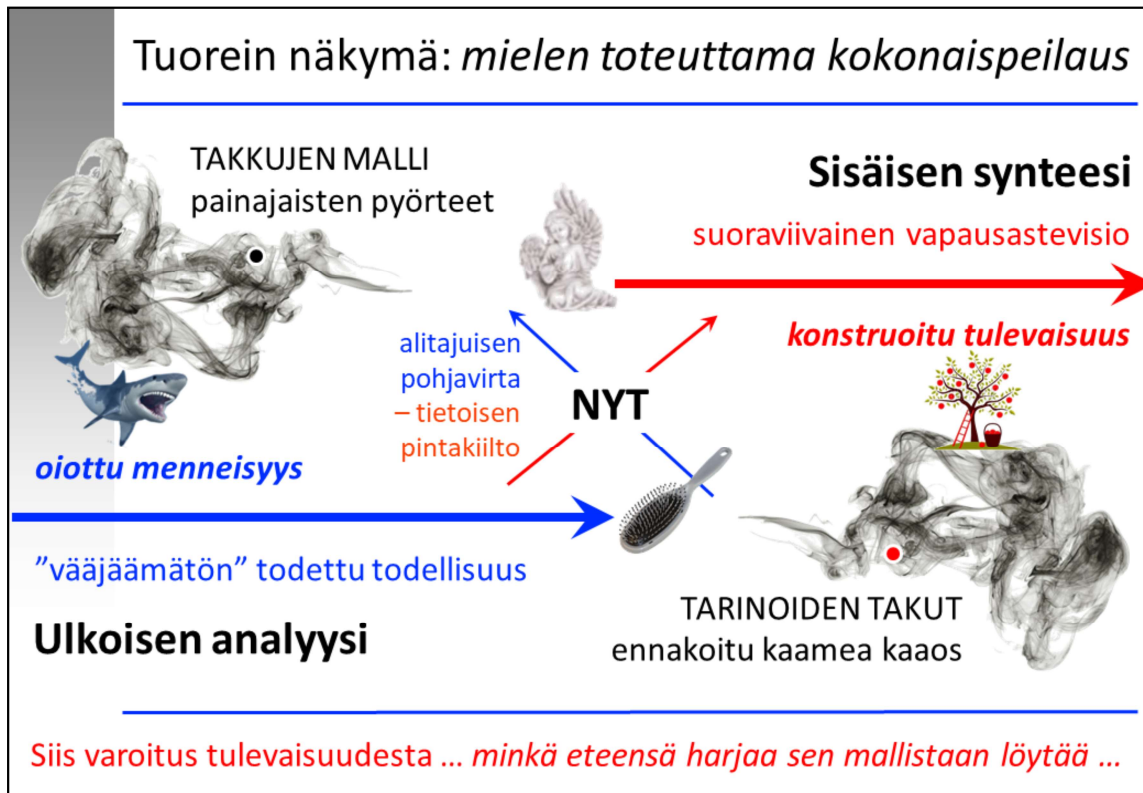 Tuorein näkymä: mielen toteuttama kokonaispeilaus
TAKKUJEN MALLI
painajaisten pyörteet
Sisäisen synteesi
suoraviivainen vapausastevisio
konstruoitu tulevaisuus
alitajuisen
pohjavirta
– tietoisen
pintakiilto
NYT
oiottu menneisyys
”vääjäämätön” todettu todellisuus
Ulkoisen analyysi
TARINOIDEN TAKUT
ennakoitu kaamea kaaos
Siis varoitus tulevaisuudesta ... minkä eteensä harjaa sen mallistaan löytää ...